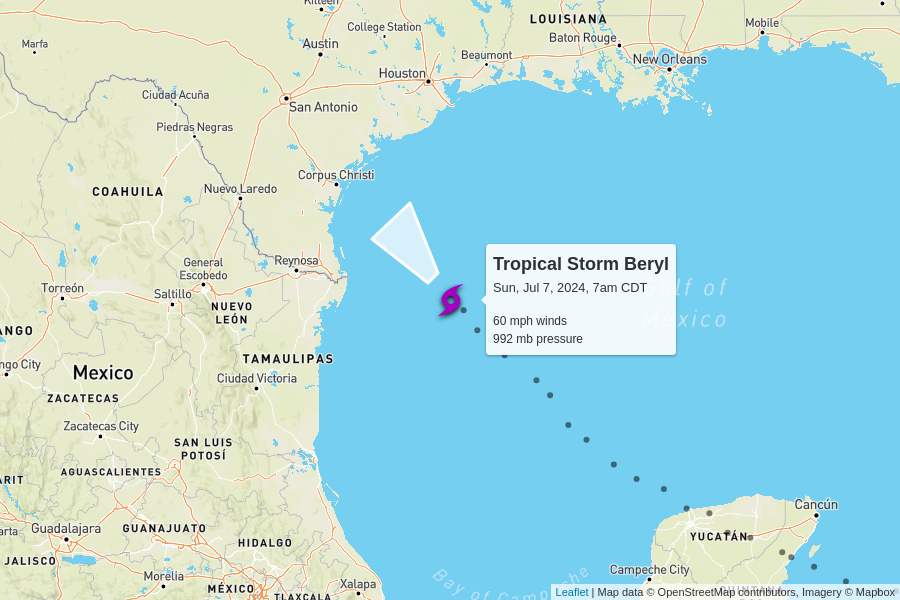 Killeen
LOUISIANA
Mobile
College Station
Baton Rouge
Marfa
Austin
Beaumont
New Orleans
Houston
Ciudad Acuña
San Antonio
Piedras Negras
Corpus Christi
COAHUILA
Nuevo Laredo
General
Escobedo
Reynosa
Tropical Storm Beryl
Sun, Jul 7, 2024, 7am CDT
60 mph winds
992 mb pressure
Gulf of
Mexico
Torreón
Saltillo
NUEVO
LEÓN
ANGO
ngo City
TAMAULIPAS
Mexico
Ciudad Victoria
ZACATECAS
Zacatecas City
SAN LUIS
POTOSÍ
AGUASCALIENTES
ARIT
Cancún
Guadalajara
GUANAJUATO
YUCATÁN
HIDALGO
JALISCO
Campeche City
Morelia
MÉXICO
Xalapa
TLAXCALA
Bay of Campeche
QUINTANA
Leaflet | Map data © OpenStreetMap contributors, Imagery © Mapbox